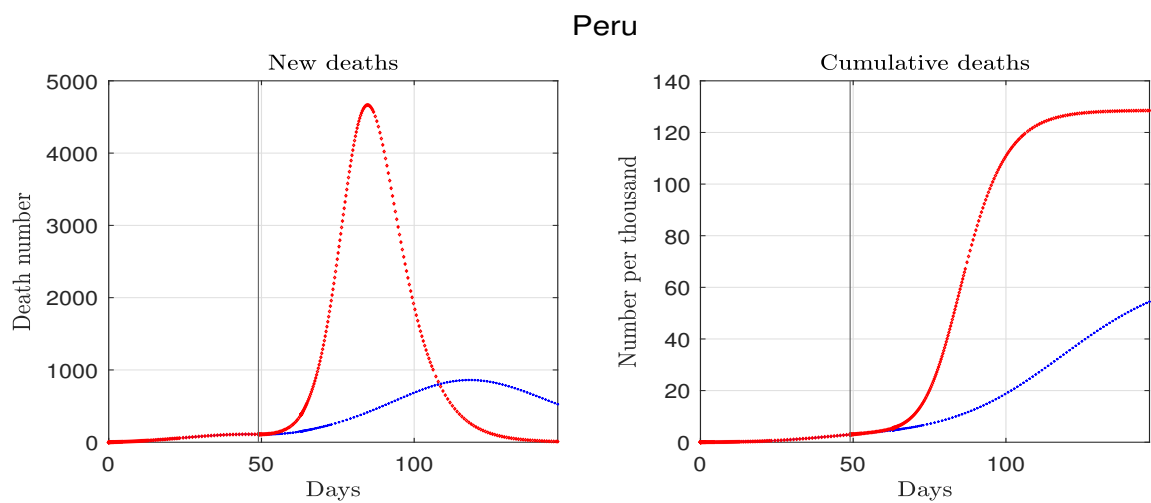 Peru
New deaths
5000
4000
3000
2000
1000
0
Death number
0 50 100
Days
Cumulative deaths
140
120
100
80
60
40
20
0
Number per thousand
0 50 100
Days